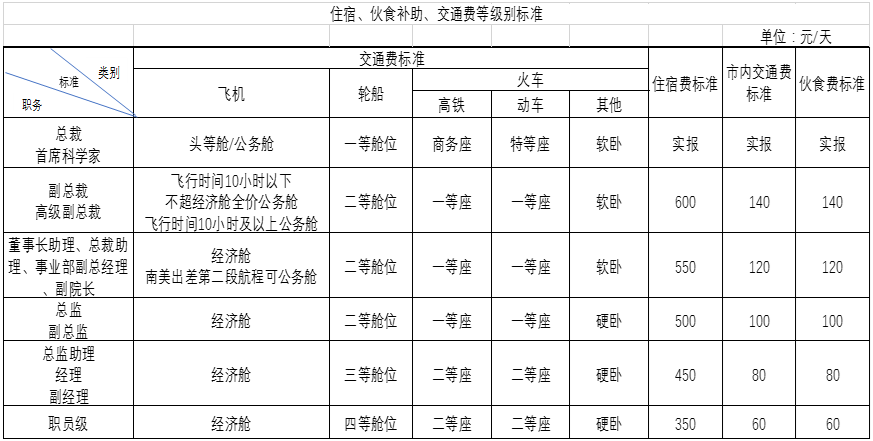 住宿、伙食补助、交通费等级别标准
单位：元/天
类别
标准
职务
交通费标准
飞机
轮船
火车
高铁
动车
其他
住宿费标准
市内交通费
标准
伙食费标准
总裁
首席科学家
头等舱/公务舱
一等舱位
商务座
特等座
软卧
实报
实报
实报
副总裁
高级副总裁
飞行时间10小时以下
不超经济舱全价公务舱
飞行时间10小时及以上公务舱
二等舱位
一等座
一等座
软卧
600
140
140
董事长助理、总裁助
理、事业部副总经理
、副院长
经济舱
南美出差第二段航程可公务舱
二等舱位
一等座
一等座
软卧
550
120
120
总监
副总监
经济舱
二等舱位
一等座
一等座
硬卧
500
100
100
总监助理
经理
副经理
经济舱
三等舱位
二等座
二等座
硬卧
450
80
80
职员级
经济舱
四等舱位
二等座
二等座
硬卧
350
60
60